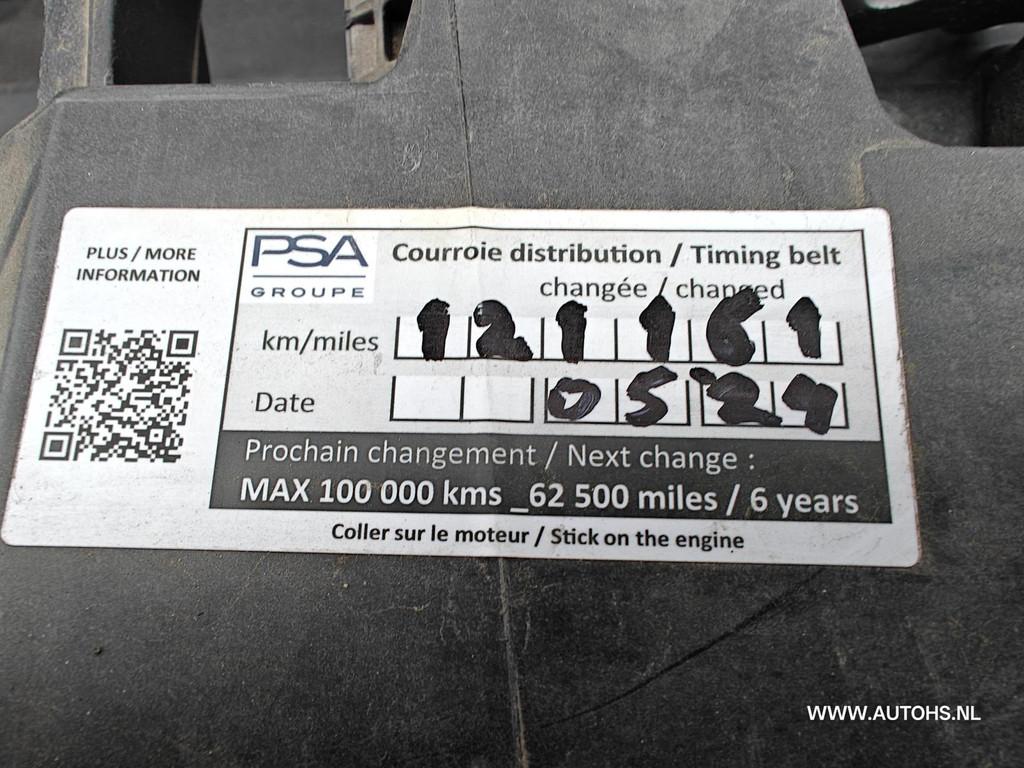 PLUS / MORE
INFORMATION
PSA
GROUPE
Courroie distribution / Timing belt
changée / changed
km/miles 121161
Date 0524
Prochain changement / Next change :
MAX 100 000 kms _62 500 miles / 6 years
Coller sur le moteur / Stick on the engine
WWW.AUTOHS.NL